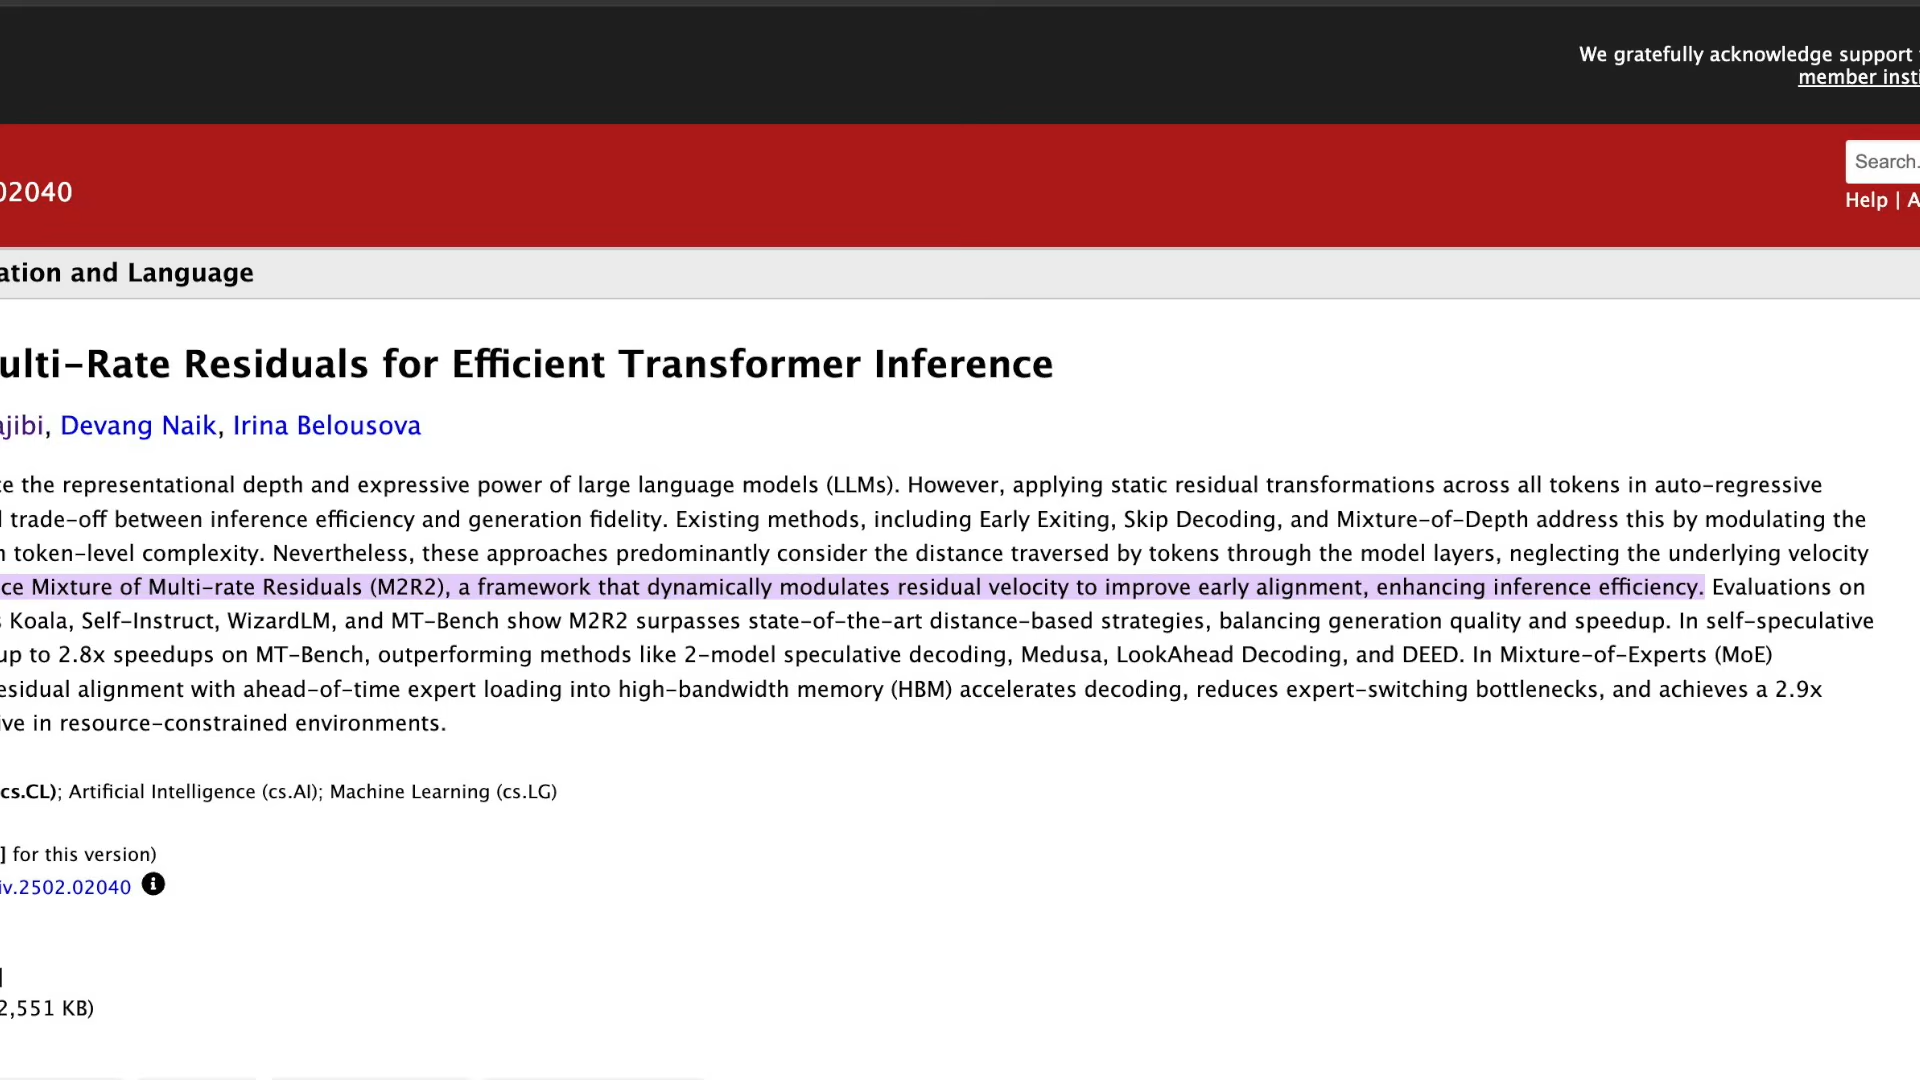 We gratefully acknowledge support
member insti
Search.
02040
Help | A
ation and Language
ulti-Rate Residuals for Efficient Transformer Inference
ajibi, Devang Naik, Irina Belousova
e the representational depth and expressive power of large language models (LLMs). However, applying static residual transformations across all tokens in auto-regressive
trade-off between inference efficiency and generation fidelity. Existing methods, including Early Exiting, Skip Decoding, and Mixture-of-Depth address this by modulating the
n token-level complexity. Nevertheless, these approaches predominantly consider the distance traversed by tokens through the model layers, neglecting the underlying velocity
ce Mixture of Multi-rate Residuals (M2R2), a framework that dynamically modulates residual velocity to improve early alignment, enhancing inference efficiency. Evaluations on
s Koala, Self-Instruct, WizardLM, and MT-Bench show M2R2 surpasses state-of-the-art distance-based strategies, balancing generation quality and speedup. In self-speculative
up to 2.8x speedups on MT-Bench, outperforming methods like 2-model speculative decoding, Medusa, LookAhead Decoding, and DEED. In Mixture-of-Experts (MoE)
esidual alignment with ahead-of-time expert loading into high-bandwidth memory (HBM) accelerates decoding, reduces expert-switching bottlenecks, and achieves a 2.9x
ive in resource-constrained environments.
cs.CL); Artificial Intelligence (cs.AI); Machine Learning (cs.LG)
] for this version)
iv.2502.02040
]
2,551 KB)